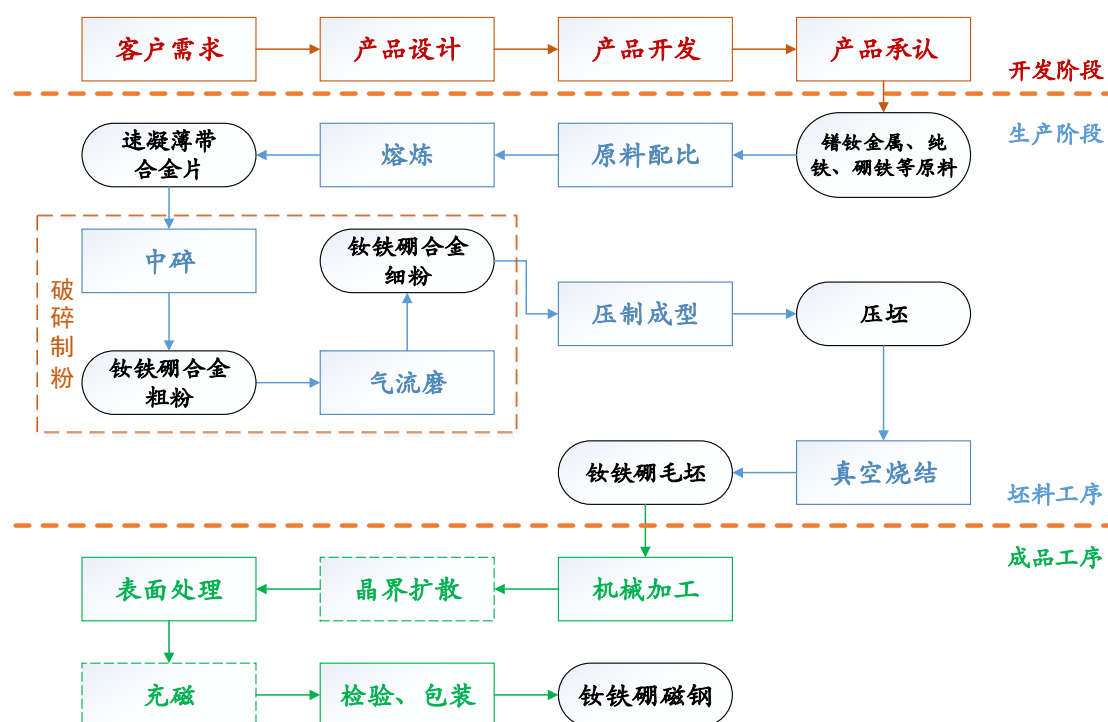 客户需求
产品设计
产品开发
产品承认
开发阶段
生产阶段
镨钕金属、纯
铁、硼铁等原料
原料配比
熔炼
速凝薄带
合金片
破碎制粉
中碎
钕铁硼合金
粗粉
气流磨
钕铁硼合金
细粉
压制成型
压坯
真空烧结
钕铁硼毛坯
坯料工序
成品工序
机械加工
晶界扩散
表面处理
充磁
检验、包装
钕铁硼磁钢